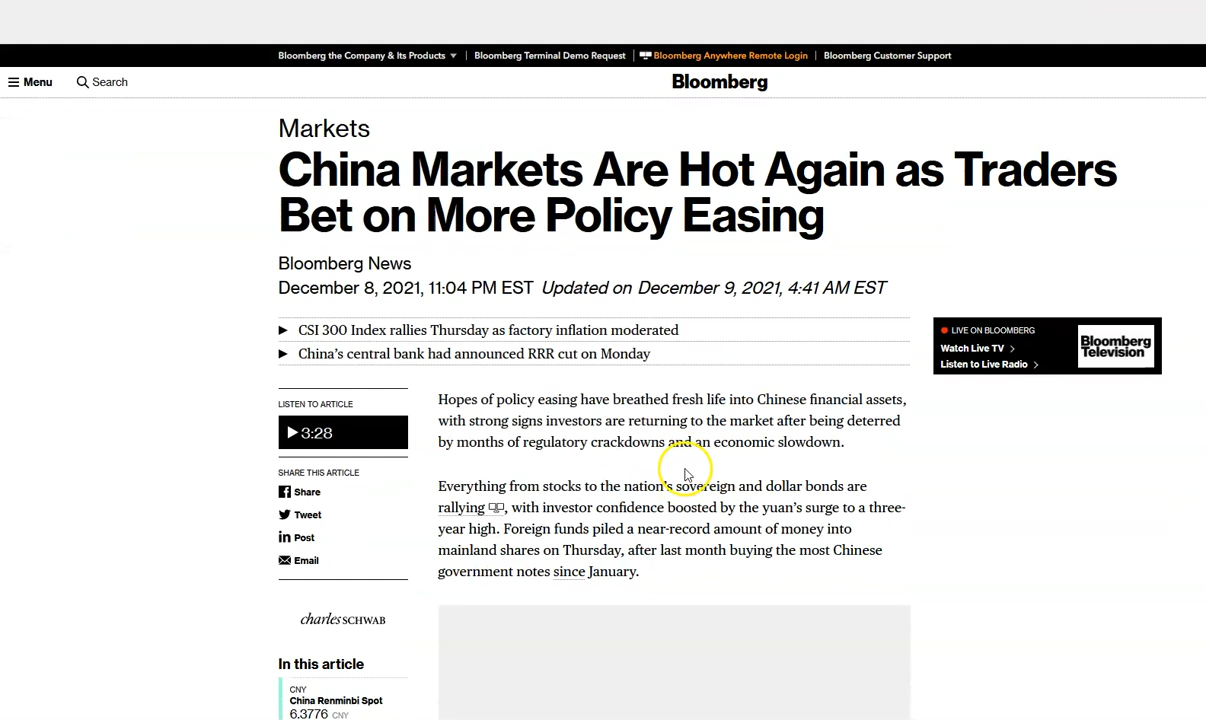 Bloomberg the Company & Its Products
Bloomberg Terminal Demo Request
Bloomberg Anywhere Remote Login
Bloomberg Customer Support
Menu
Search
Bloomberg
Markets
China Markets Are Hot Again as Traders
Bet on More Policy Easing
Bloomberg News
December 8, 2021, 11:04 PM EST Updated on December 9, 2021, 4:41 AM EST
CSI 300 Index rallies Thursday as factory inflation moderated
China's central bank had announced RRR cut on Monday
LIVE ON BLOOMBERG
Watch Live TV
Listen to Live Radio
Bloomberg
Television
LISTEN TO ARTICLE
3:28
SHARE THIS ARTICLE
Share
Tweet
Post
Email
Hopes of policy easing have breathed fresh life into Chinese financial assets,
with strong signs investors are returning to the market after being deterred
by months of regulatory crackdowns and an economic slowdown.
Everything from stocks to the nation's sovereign and dollar bonds are
rallying, with investor confidence boosted by the yuan's surge to a three-
year high. Foreign funds piled a near-record amount of money into
mainland shares on Thursday, after last month buying the most Chinese
government notes since January.
charles SCHWAB
In this article
CNY
China Renminbi Spot
6.3776 CNY